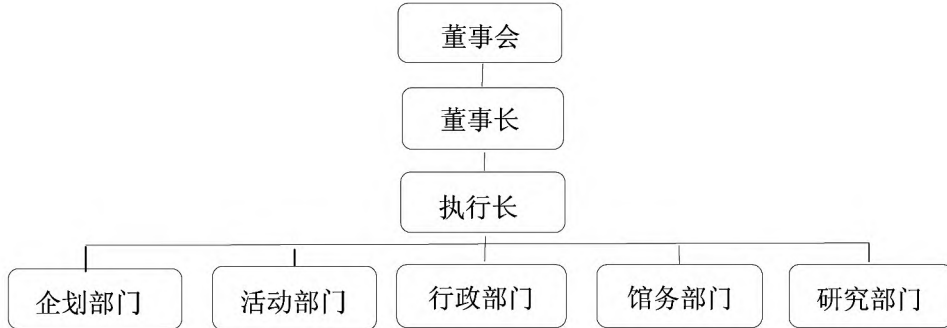 董事会
董事长
执行长
企划部门
活动部门
行政部门
馆务部门
研究部门